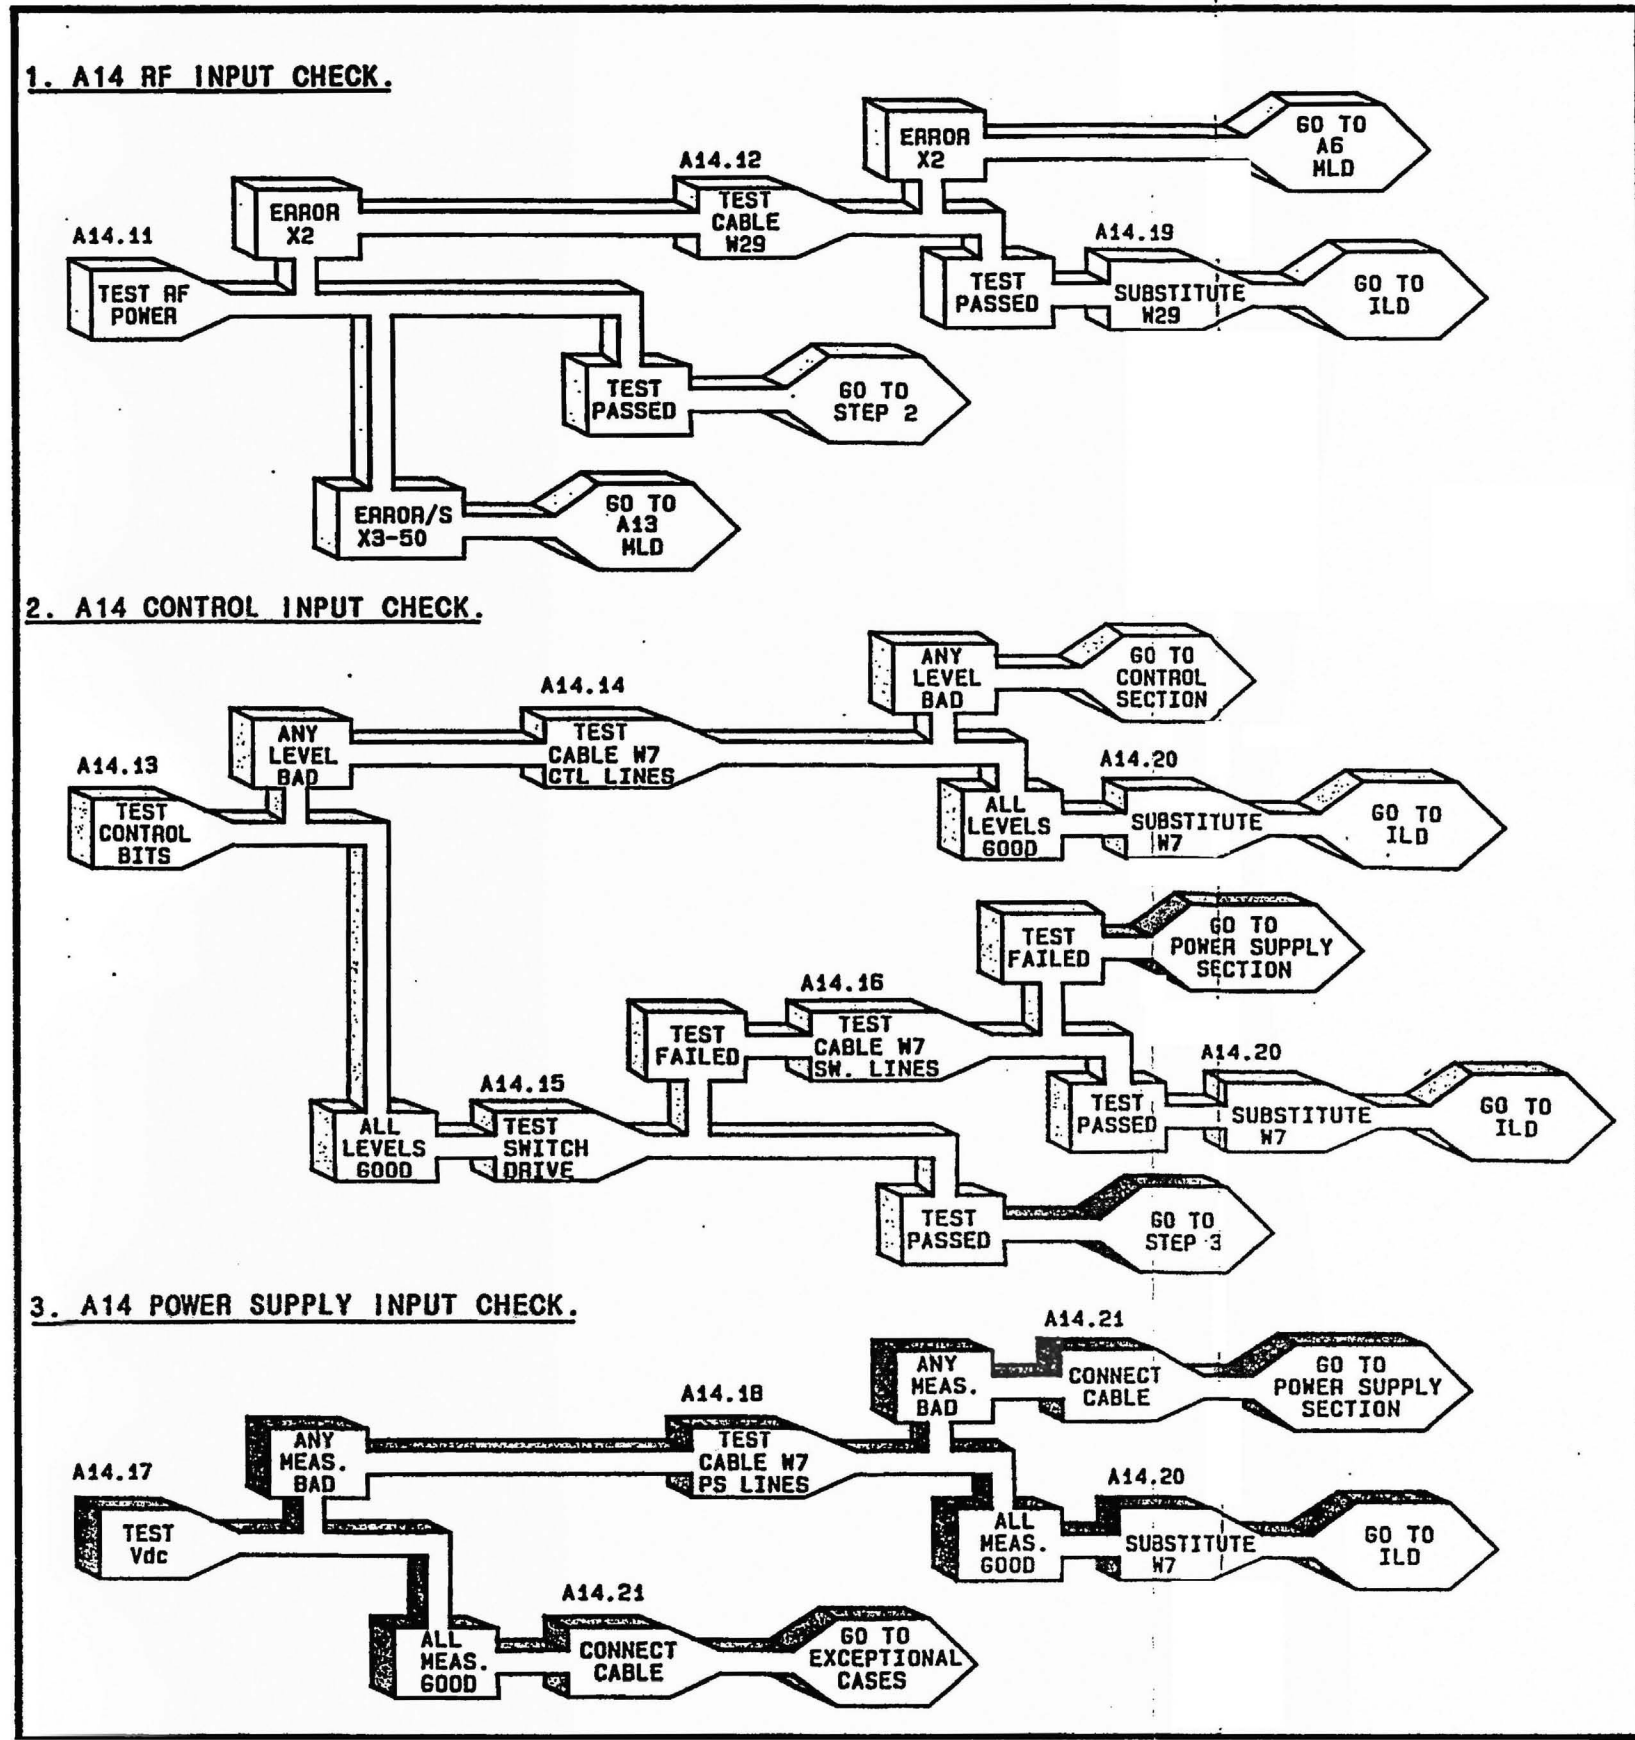 1. A14 RF INPUT CHECK.
ERROR
X2
GO TO
A6
MLD
A14.12
TEST
CABLE
W29
ERROR
X2
A14.11
TEST RF
POWER
A14.19
TEST
PASSED
SUBSTITUTE
W29
GO TO
ILD
TEST
PASSED
GO TO
STEP 2
ERROR/S
X3-50
GO TO
A13
MLD
2. A14 CONTROL INPUT CHECK.
ANY
LEVEL
BAD
GO TO
CONTROL
SECTION
A14.14
ANY
LEVEL
BAD
TEST
CABLE W7
CTL LINES
A14.13
TEST
CONTROL
BITS
A14.20
ALL
LEVELS
GOOD
SUBSTITUTE
W7
GO TO
ILD
TEST
FAILED
GO TO
POWER SUPPLY
SECTION
A14.16
TEST
FAILED
TEST
CABLE W7
SW. LINES
A14.20
TEST
PASSED
SUBSTITUTE
W7
GO TO
ILD
A14.15
ALL
LEVELS
GOOD
TEST
SWITCH
DRIVE
TEST
PASSED
GO TO
STEP 3
3. A14 POWER SUPPLY INPUT CHECK.
A14.21
ANY
MEAS.
BAD
CONNECT
CABLE
GO TO
POWER SUPPLY
SECTION
A14.18
ANY
MEAS.
BAD
TEST
CABLE W7
PS LINES
A14.17
TEST
Vdc
A14.20
ALL
MEAS.
GOOD
SUBSTITUTE
W7
GO TO
ILD
A14.21
ALL
MEAS.
GOOD
CONNECT
CABLE
GO TO
EXCEPTIONAL
CASES